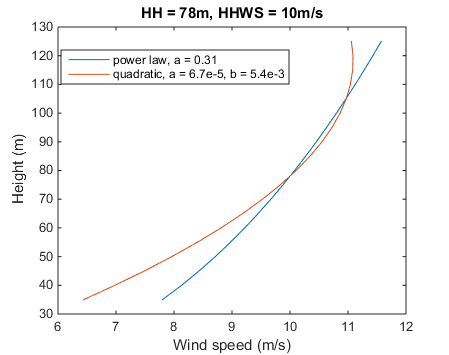 HH = 78m, HHWS = 10m/s
130
120
110
100
90
80
70
60
50
40
30
Height (m)
power law, a = 0.31
quadratic, a = 6.7e-5, b = 5.4e-3
6 7 8 9 10 11 12
Wind speed (m/s)